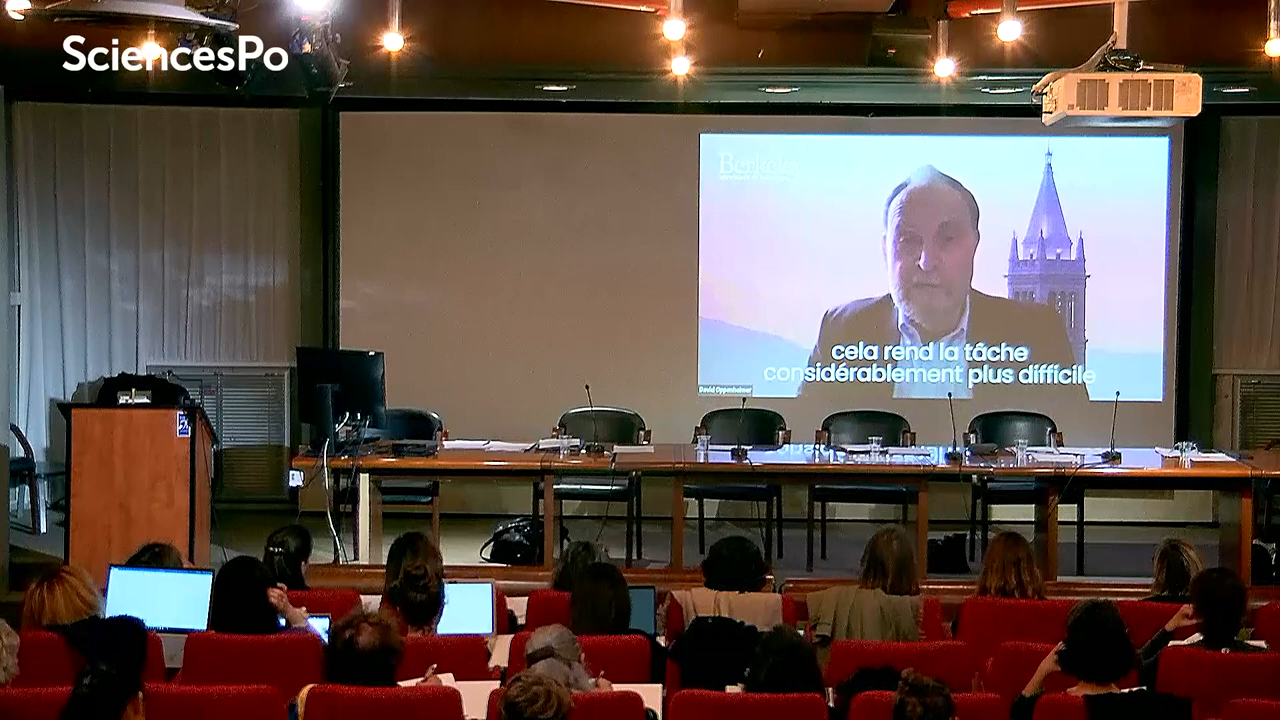 SciencesPo
Berkeley
cela rend la tâche
considérablement plus difficile
David Oppenheimer